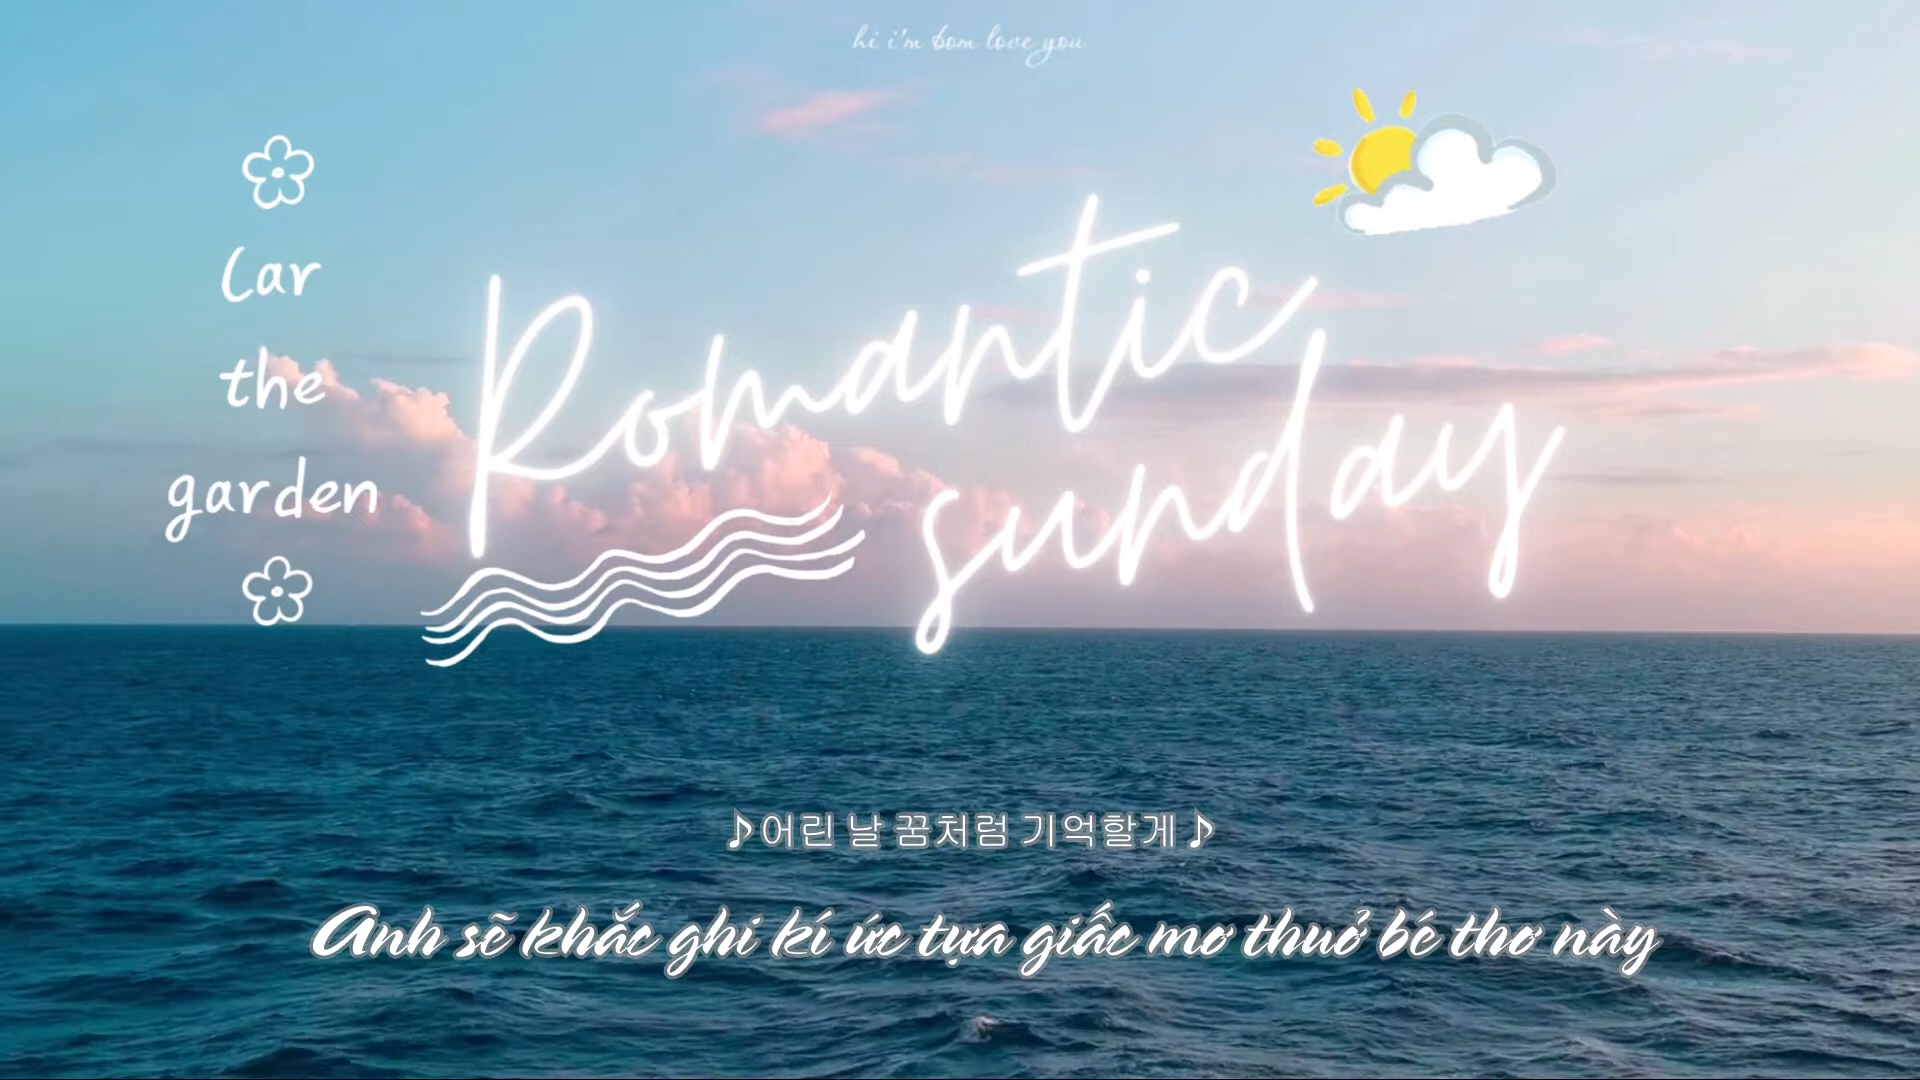 hi i'm bom love you
Car
the
garden
Romantic
sunday
♪어린 날 꿈처럼 기억할게♪
Anh sẽ khắc ghi kí ức tựa giấc mơ thuở bé thơ này